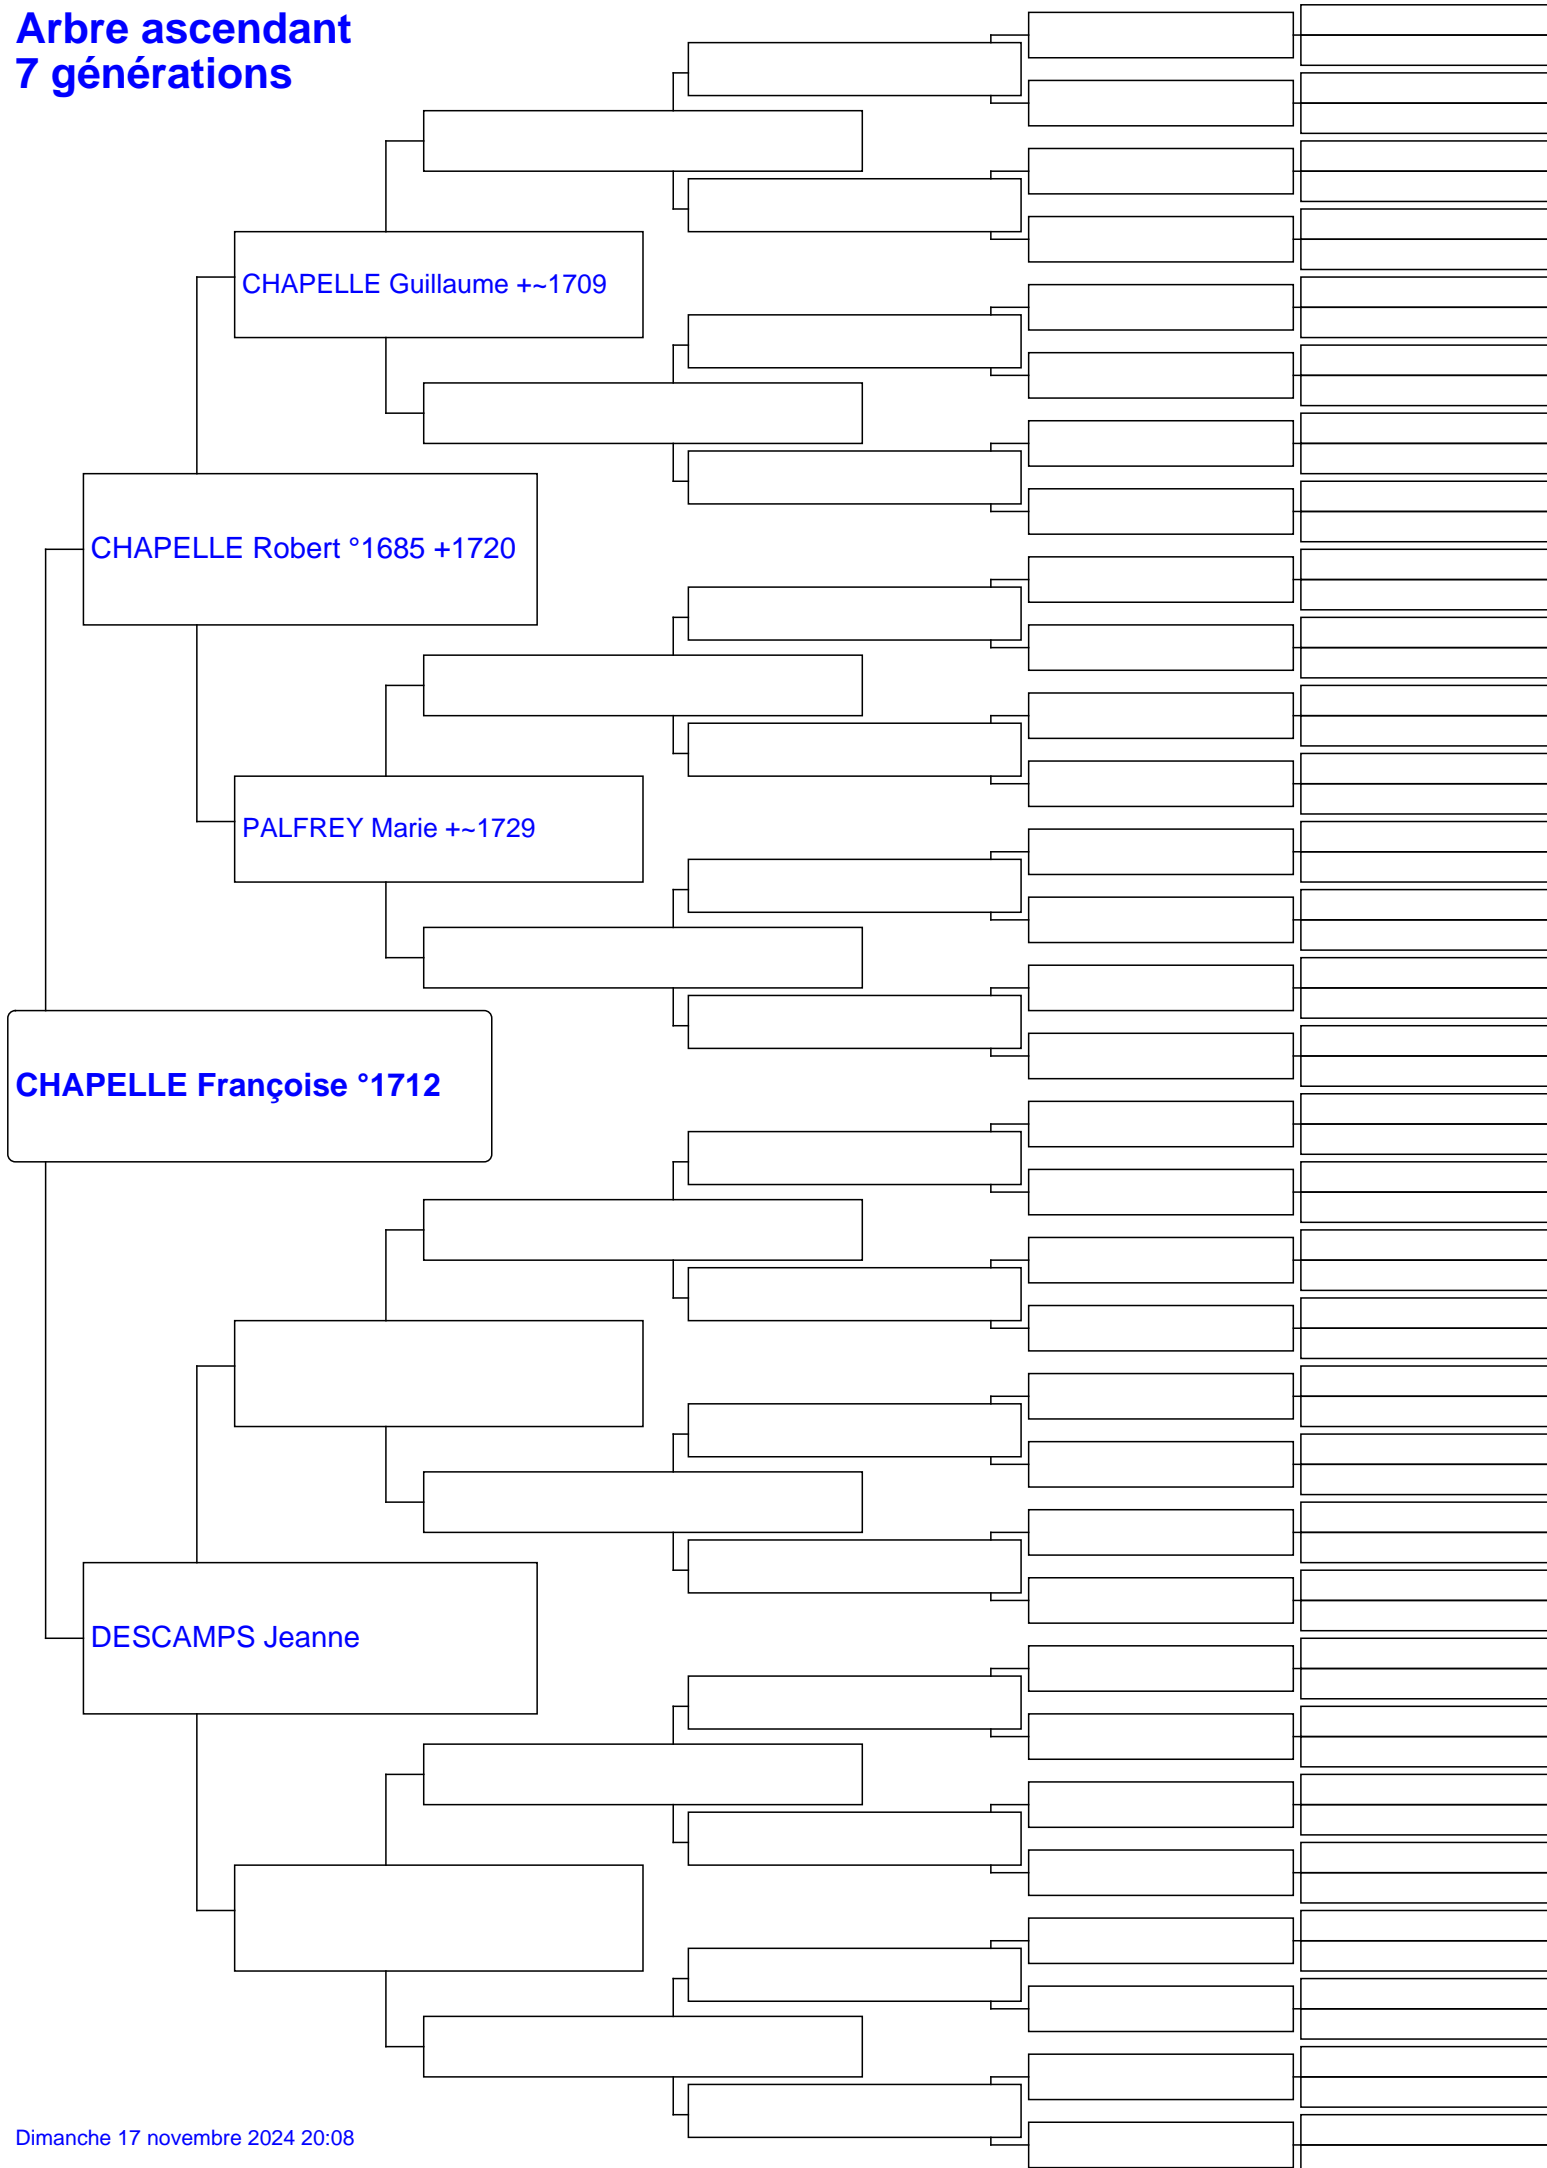 Arbre ascendant
7 générations
CHAPELLE Guillaume +~1709
CHAPELLE Robert °1685 +1720
PALFREY Marie +~1729
CHAPELLE Françoise °1712
DESCAMPS Jeanne
Dimanche 17 novembre 2024 20:08